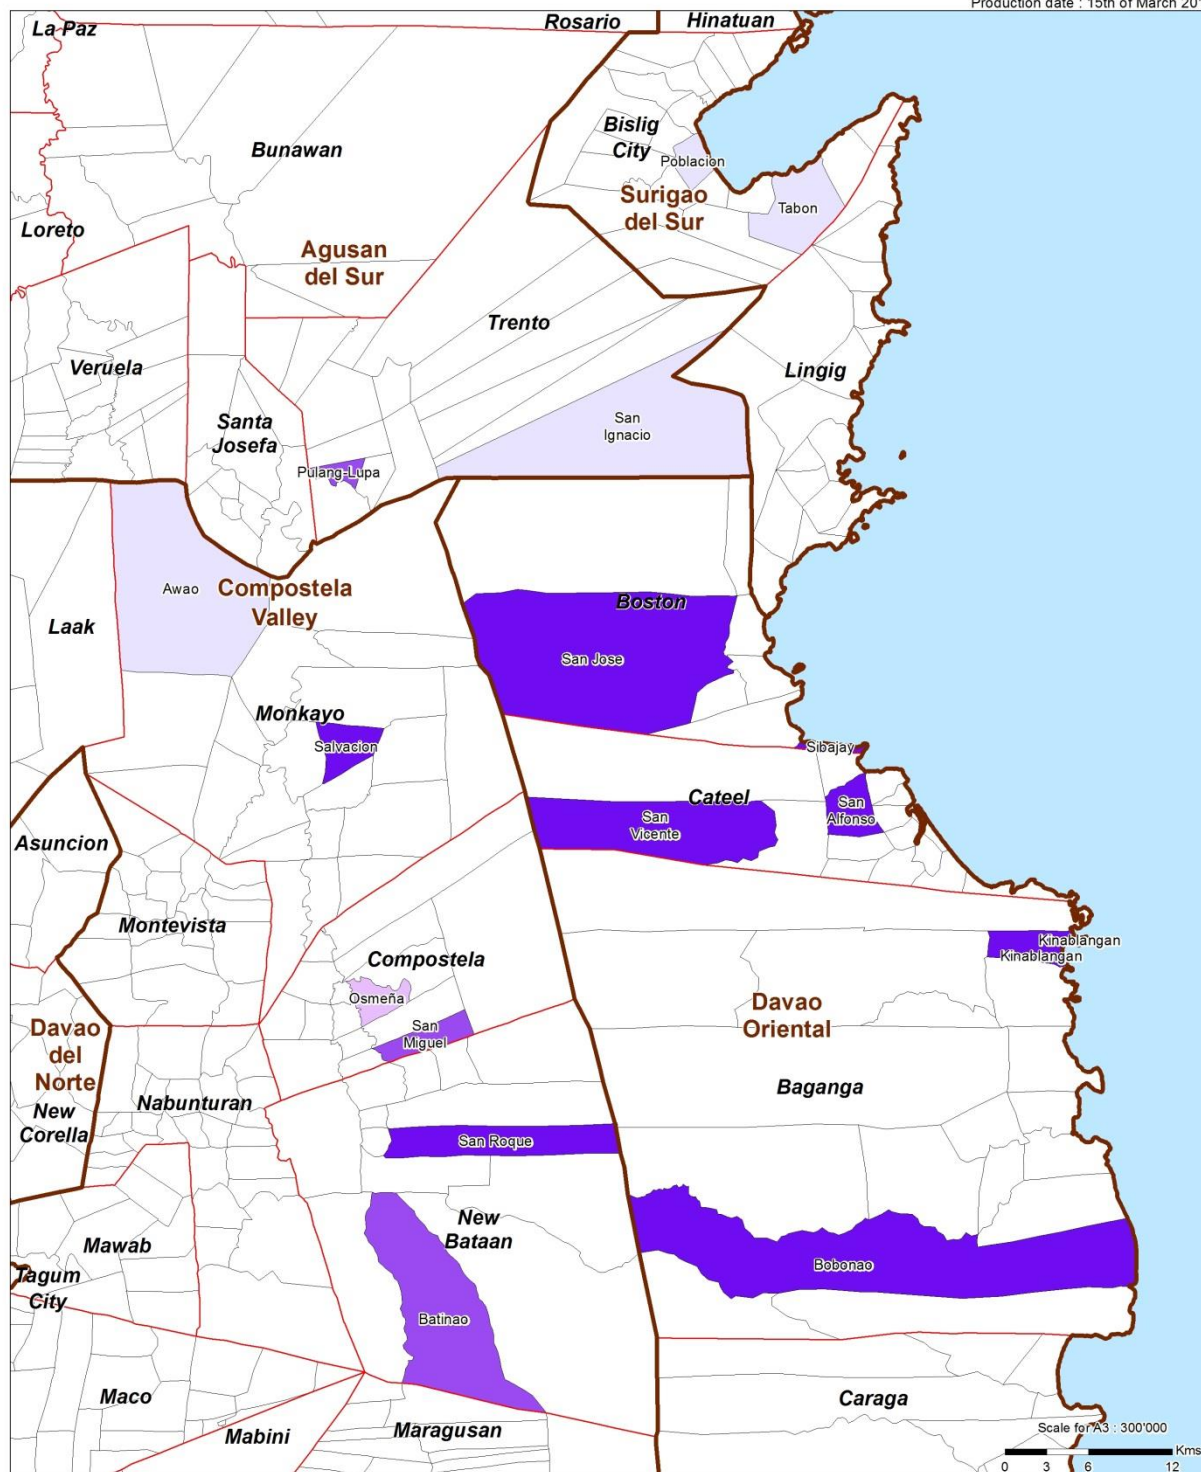 Production date : 15th of March 201
La Paz
Rosario
Hinatuan
Bislig
City
Bunawan
Poblacion
Surigao
del Sur
Tabon
Loreto
Agusan
del Sur
Trento
Veruela
Lingig
Santa
Josefa
San
Ignacio
Pulang-Lupa
Awao
Compostela
Valley
Boston
Laak
San Jose
Monkayo
Salvacion
Sibajay
Cateel
San
Vicente
San
Alfonso
Asuncion
Montevista
Compostela
Kinablangan
Kinablangan
Osmeña
Davao
Oriental
San
Miguel
Davao
del
Norte
Baganga
Nabunturan
New
Corella
San Roque
New
Bataan
Mawab
Bobonao
Tagum
City
Batinao
Maco
Caraga
Mabini
Maragusan
Scale for A3 : 300'000
Kms
0 3 6 12